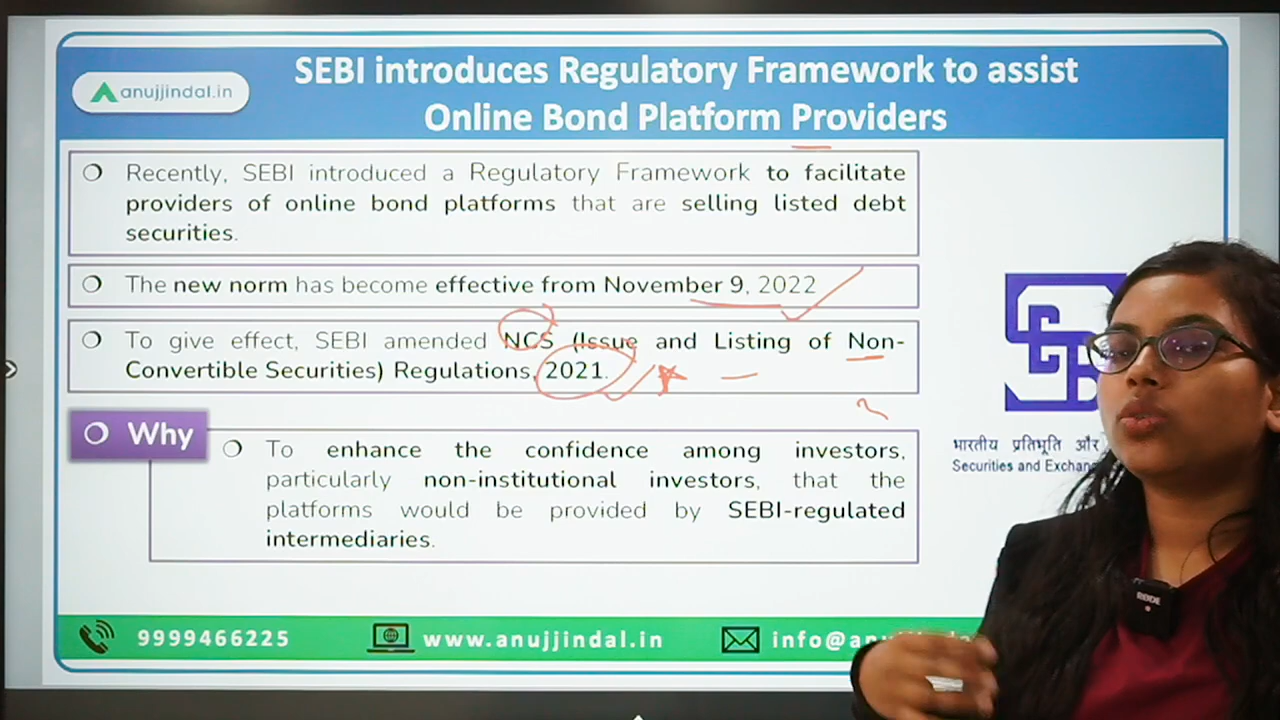 SEBI introduces Regulatory Framework to assist
Online Bond Platform Providers
anujjindal.in
Recently, SEBI introduced a Regulatory Framework to facilitate
providers of online bond platforms that are selling listed debt
securities.
The new norm has become effective from November 9, 2022
To give effect, SEBI amended NCS (Issue and Listing of Non-
Convertible Securities) Regulations, 2021.
Why
To enhance the confidence among investors,
particularly non-institutional investors, that the
platforms would be provided by SEBI-regulated
intermediaries.
भारतीय प्रतिभूति और
Securities and Exchan
RØDE
9999466225
www.anujjindal.in